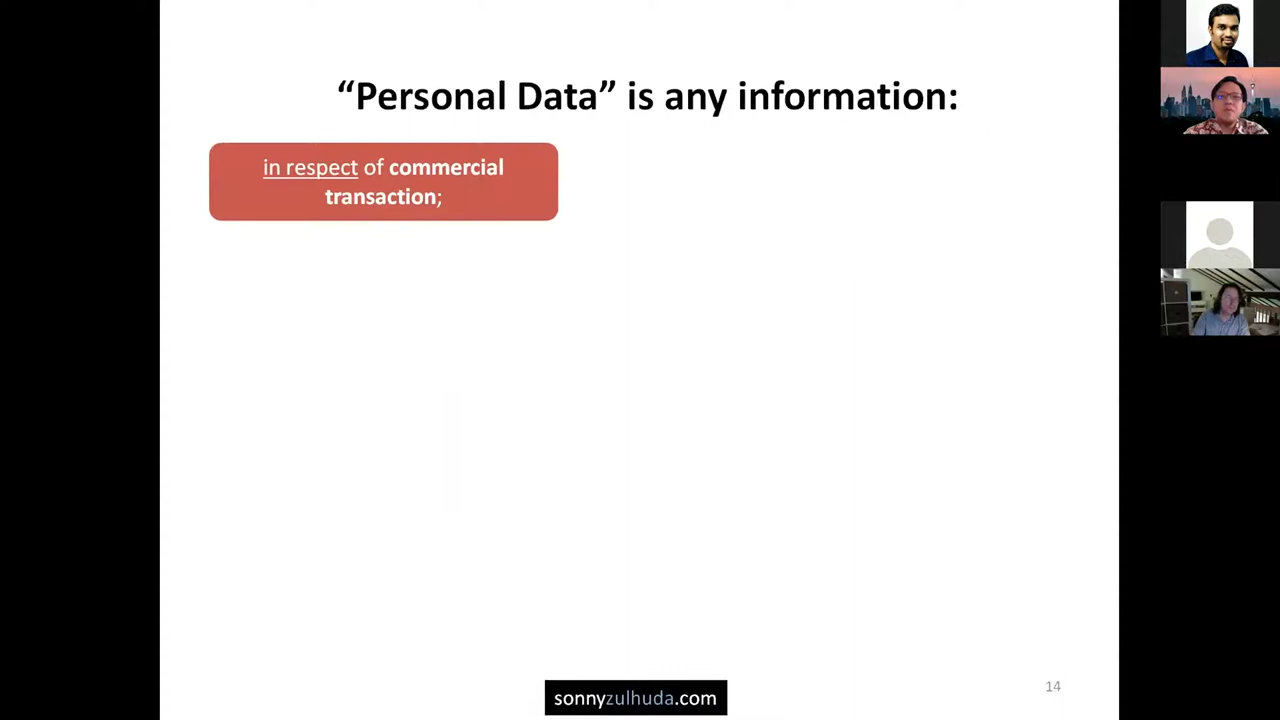 “Personal Data” is any information:
in respect of commercial
transaction;
sonnyzulhuda.com
14